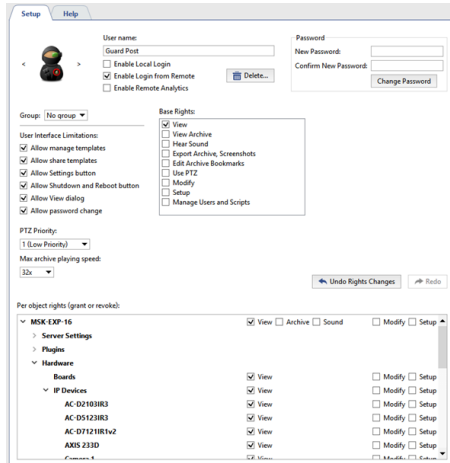 Setup Help
User name:
Guard Post
Enable Local Login
Enable Login from Remote
Enable Remote Analytics
Delete...
Password
New Password:
Confirm New Password:
Change Password
Group: No group
User Interface Limitations:
Allow manage templates
Allow share templates
Allow Settings button
Allow Shutdown and Reboot button
Allow View dialog
Allow password change
Base Rights:
View
View Archive
Hear Sound
Export Archive, Screenshots
Edit Archive Bookmarks
Use PTZ
Modify
Setup
Manage Users and Scripts
PTZ Priority:
1 (Low Priority)
Max archive playing speed:
32x
Undo Rights Changes Redo
Per object rights (grant or revoke):
MSK-EXP-16 View Archive Sound Modify Setup
Server Settings
Plugins
Hardware
Boards View Modify Setup
IP Devices View Modify Setup
AC-D2103IR3 View Modify Setup
AC-D5123IR3 View Modify Setup
AC-D7121IR1v2 View Modify Setup
AXIS 233D View Modify Setup
Camera 1 View Modify Setup